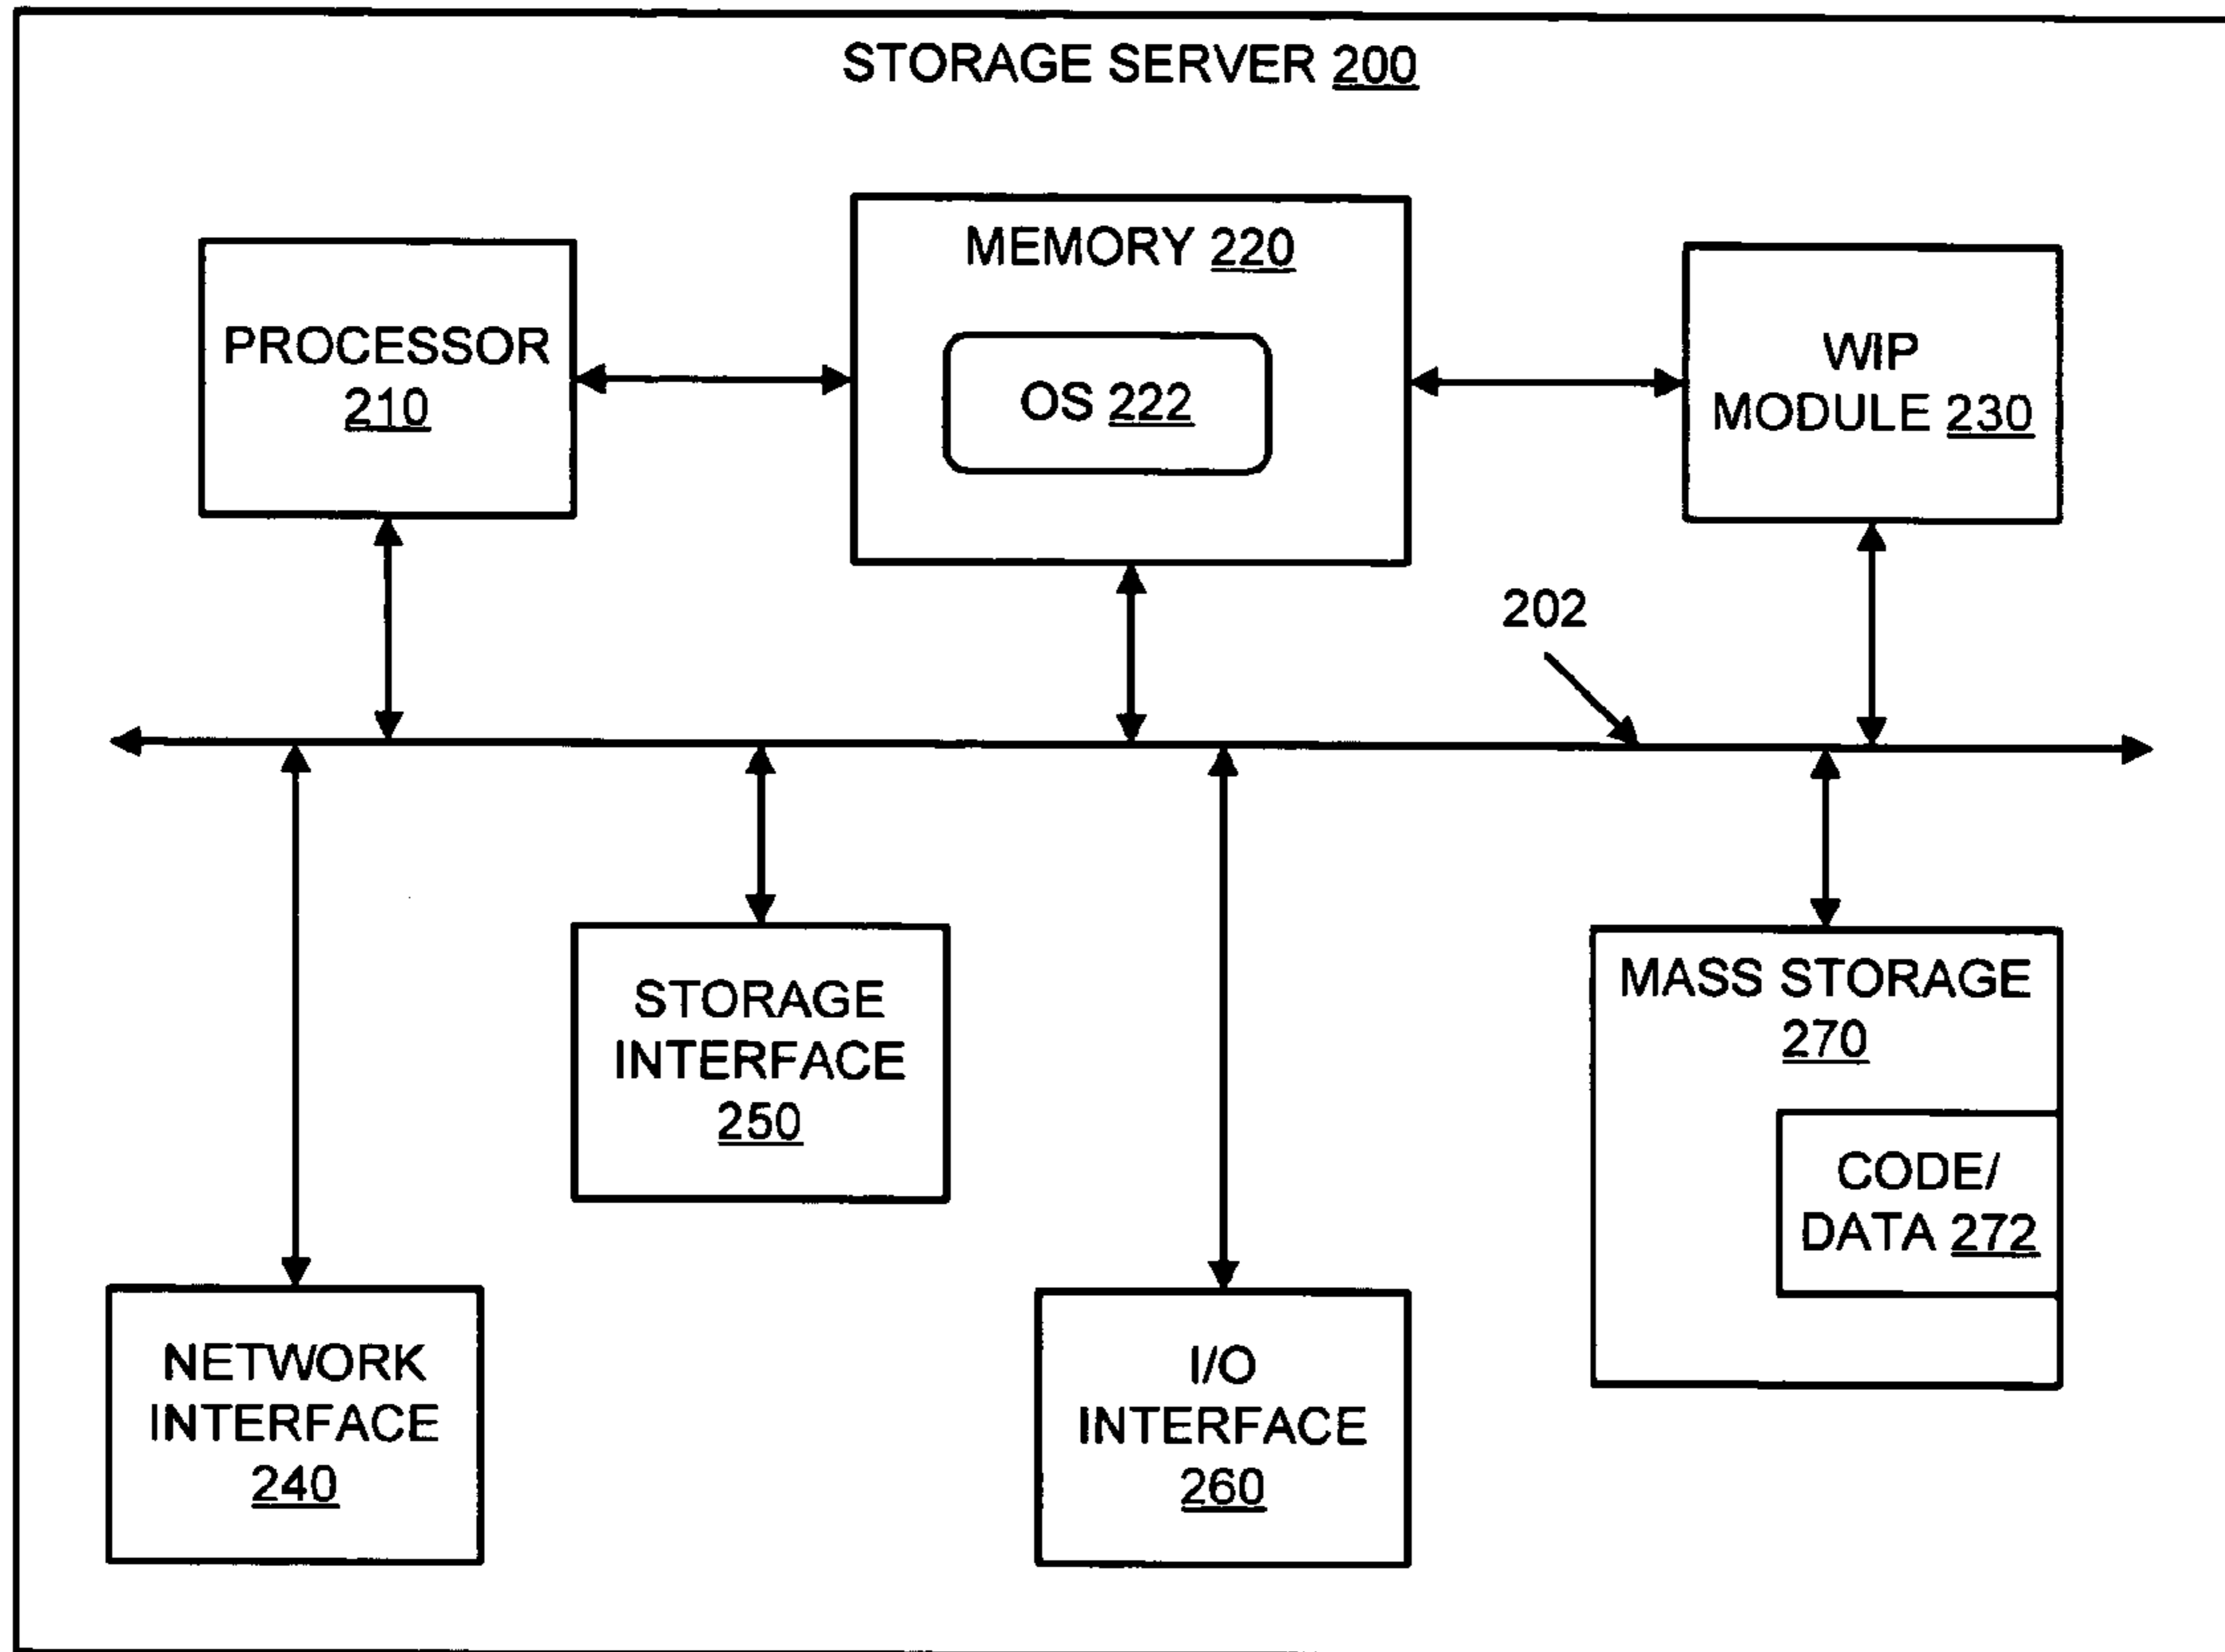 STORAGE SERVER 200
MEMORY 220
PROCESSOR
210
OS 222
WIP
MODULE 230
202
STORAGE
INTERFACE
250
MASS STORAGE
270
CODE/
DATA 272
NETWORK
INTERFACE
240
I/O
INTERFACE
260